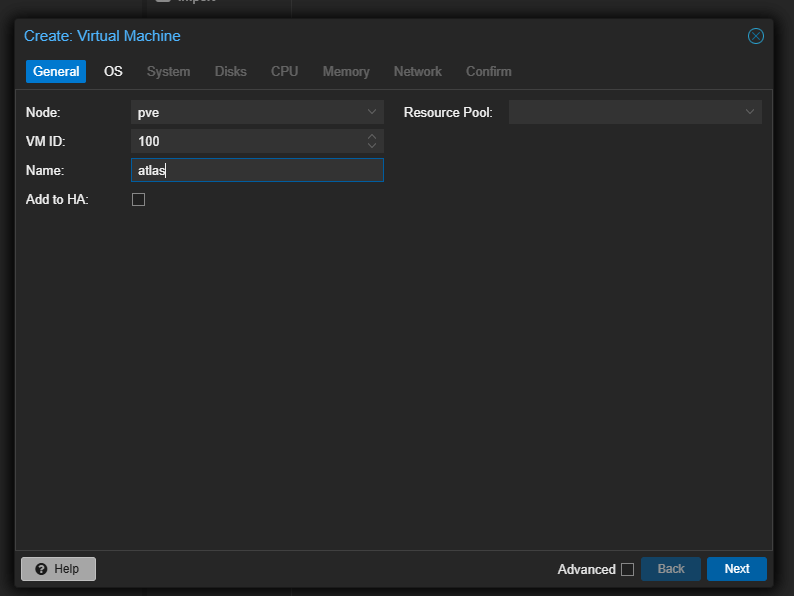 Import
Create: Virtual Machine
General OS System Disks CPU Memory Network Confirm
Node: pve Resource Pool:
VM ID: 100
Name: atlas
Add to HA:
Help Advanced Back Next